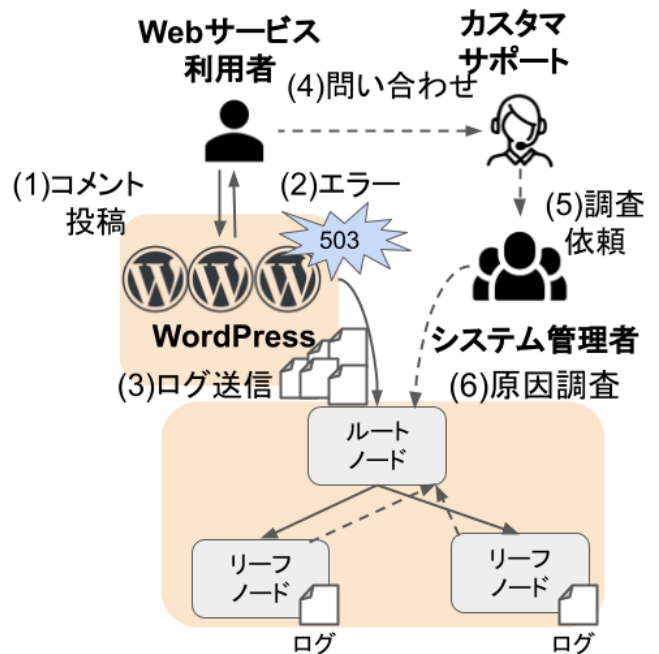 Webサービス
利用者
カスタマ
サポート
(4)問い合わせ
(1)コメント
投稿
(2)エラー
503
(5)調査
依頼
WordPress
システム管理者
(3)ログ送信
(6)原因調査
ルート
ノード
リーフ
ノード
リーフ
ノード
ログ
ログ